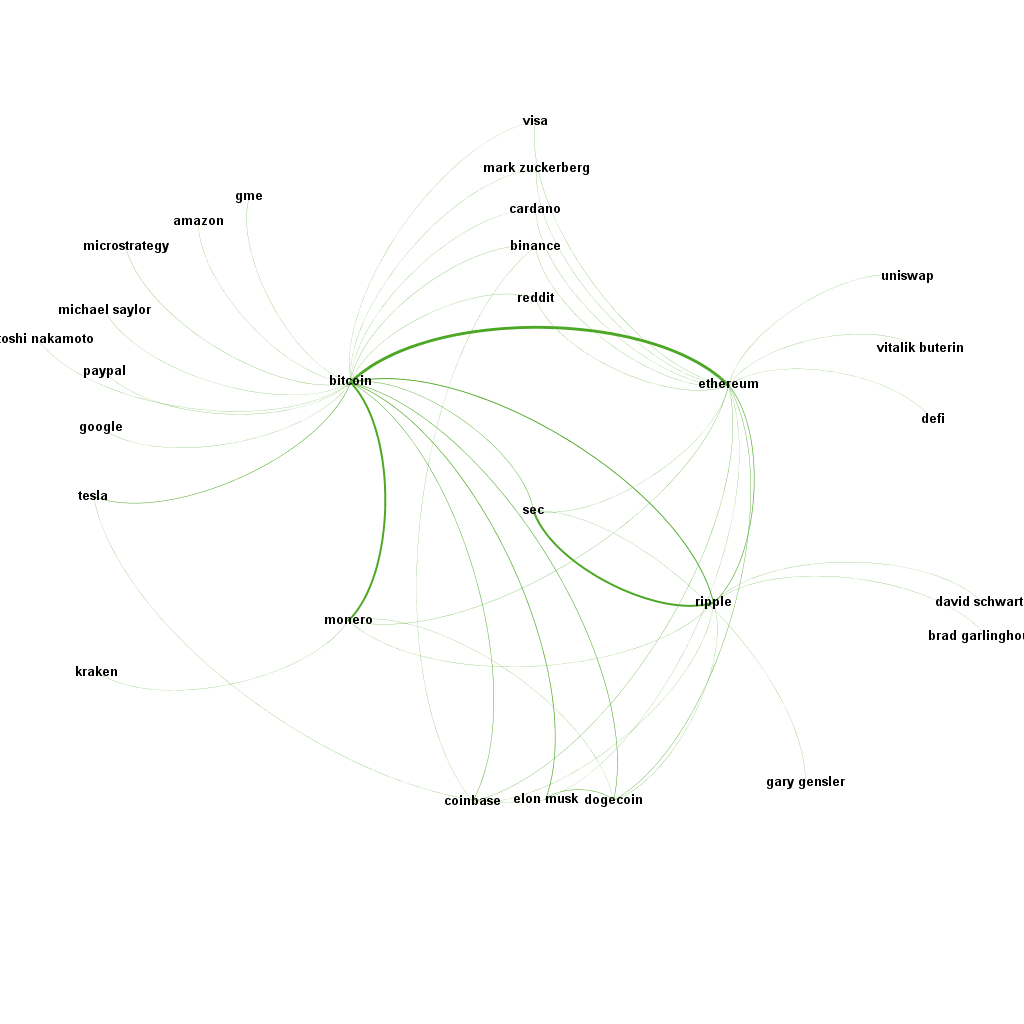 visa
mark zuckerberg
gme
cardano
amazon
microstrategy
binance
uniswap
reddit
michael saylor
toshi nakamoto
vitalik buterin
paypal
bitcoin
ethereum
defi
google
tesla
sec
ripple
david schwart
monero
brad garlinghou
kraken
gary gensler
coinbase
elon musk
dogecoin